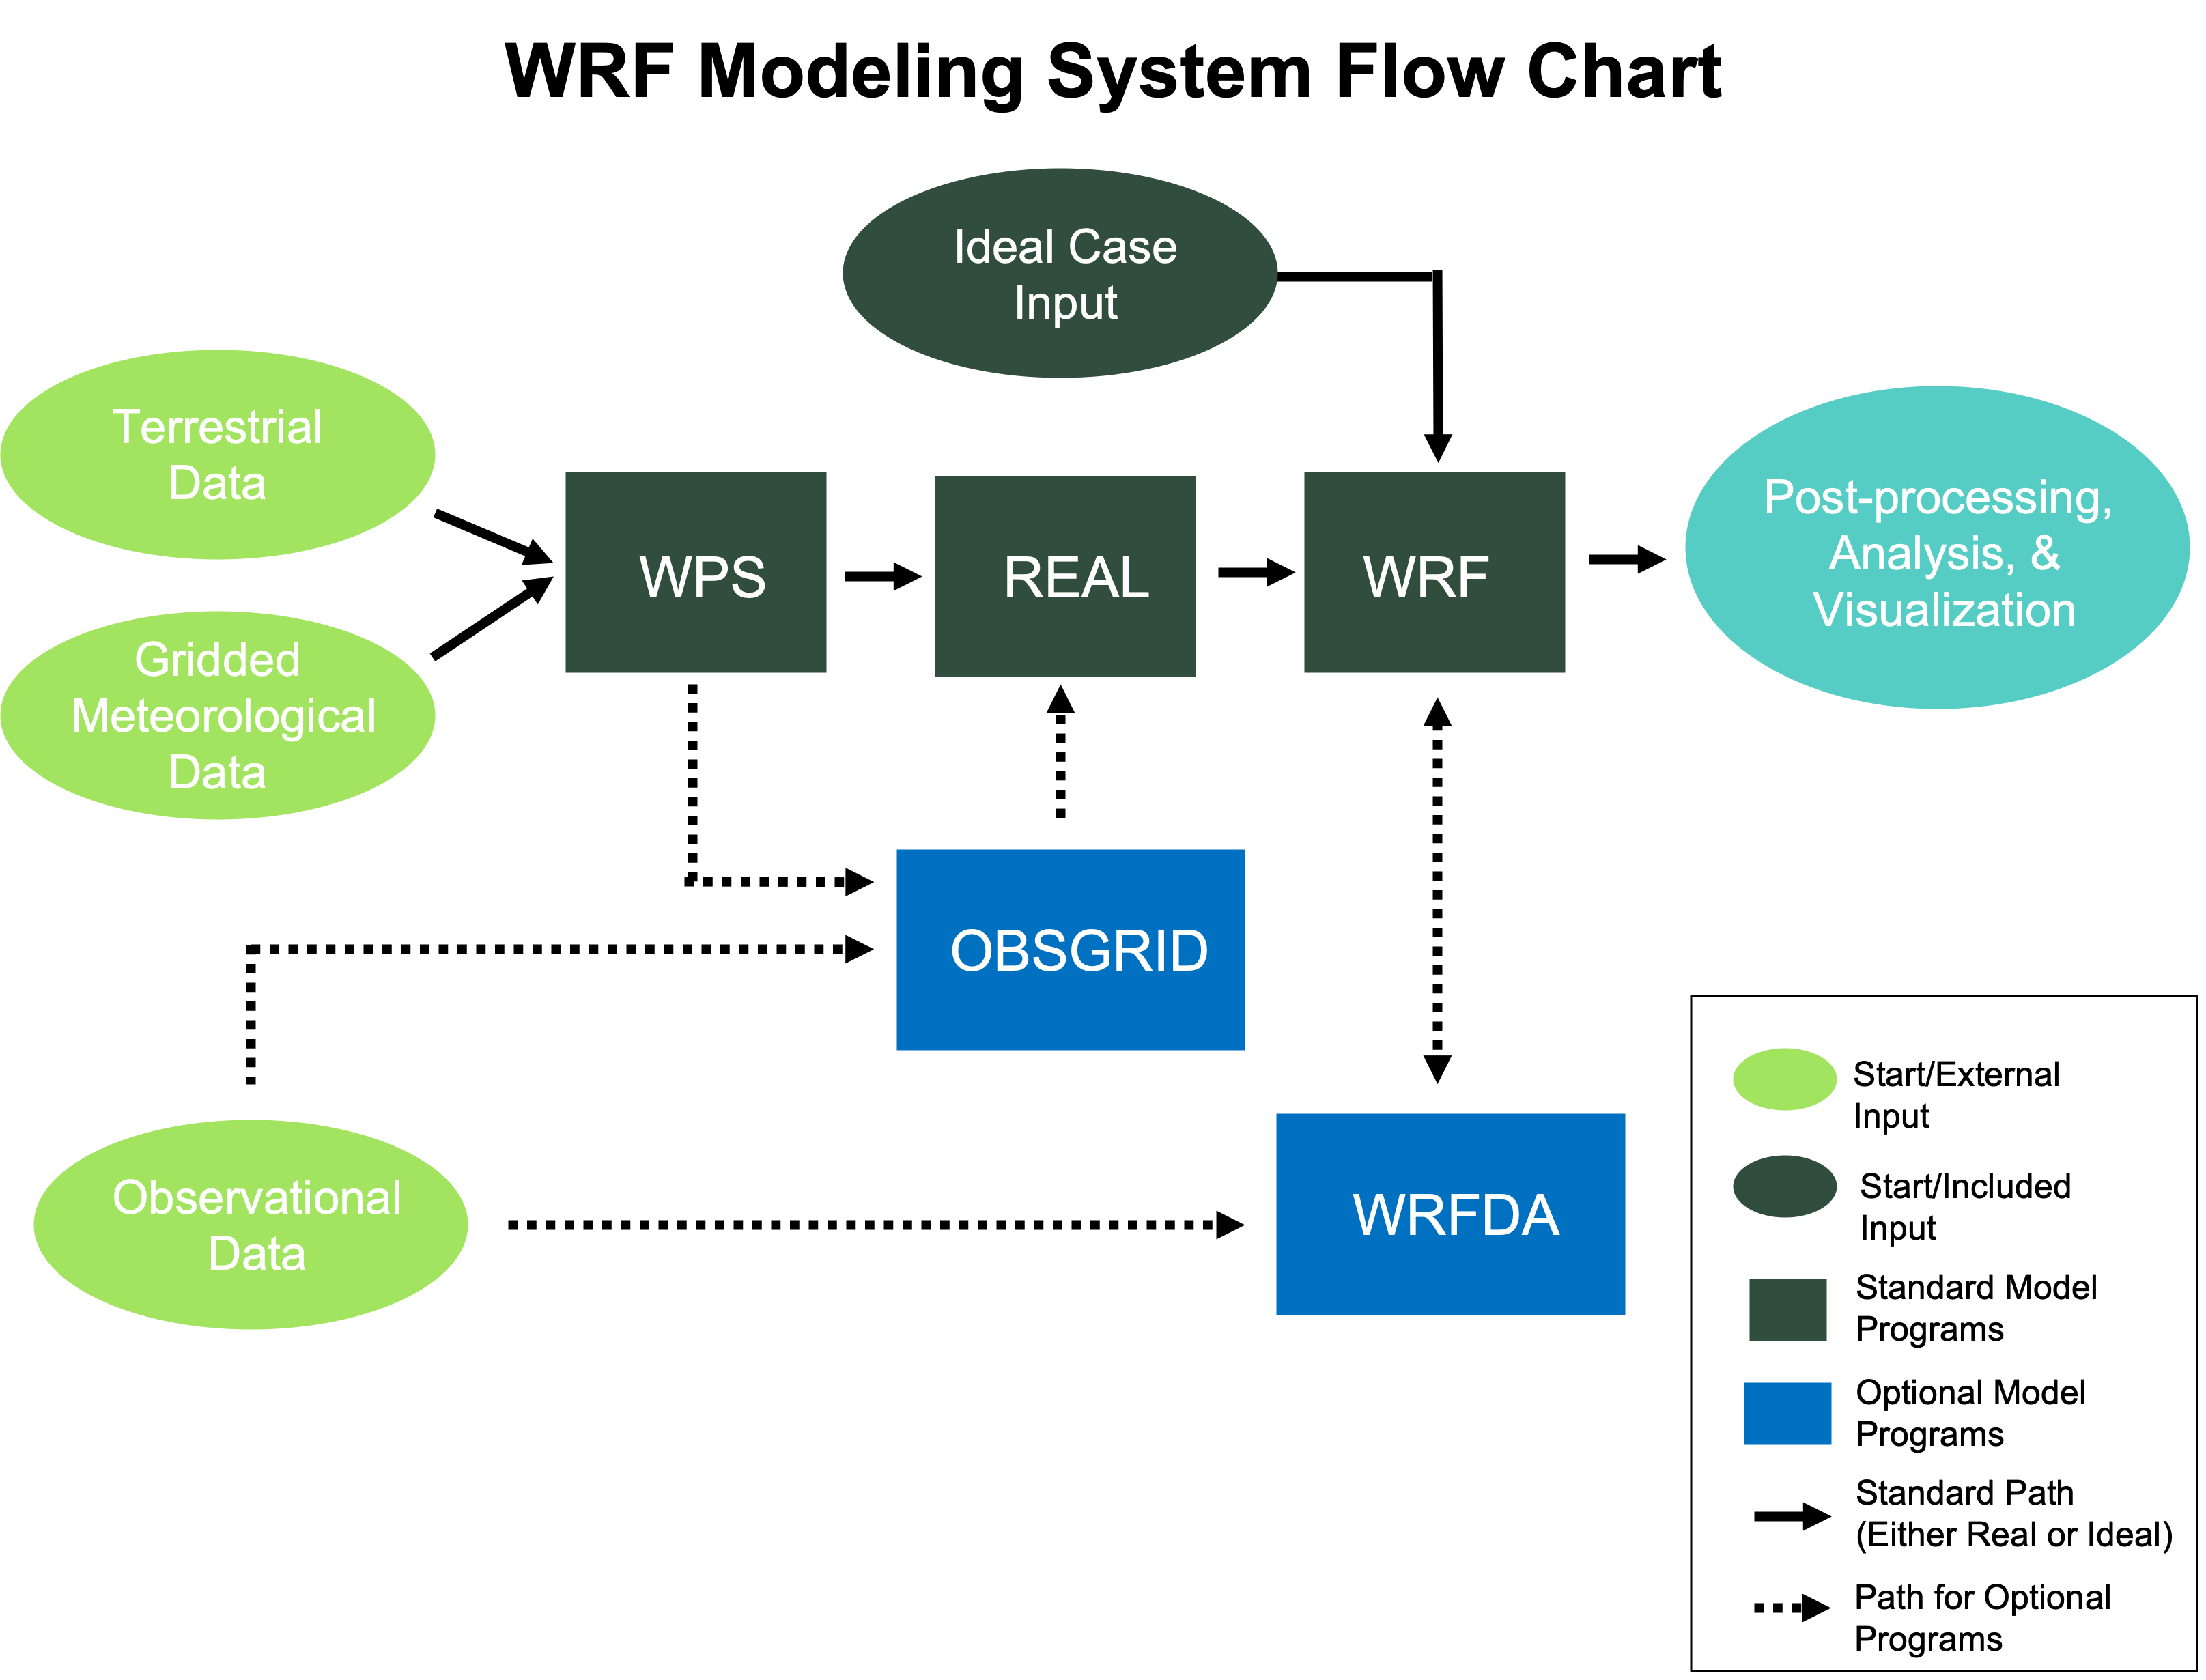 WRF Modeling System Flow Chart
Ideal Case
Input
Terrestrial
Data
Gridded
Meteorological
Data
WPS
REAL
WRF
Post-processing,
Analysis, &
Visualization
OBSGRID
Observational
Data
WRFDA
Start/External
Input
Start/Included
Input
Standard Model
Programs
Optional Model
Programs
Standard Path
(Either Real or Ideal)
Path for Optional
Programs